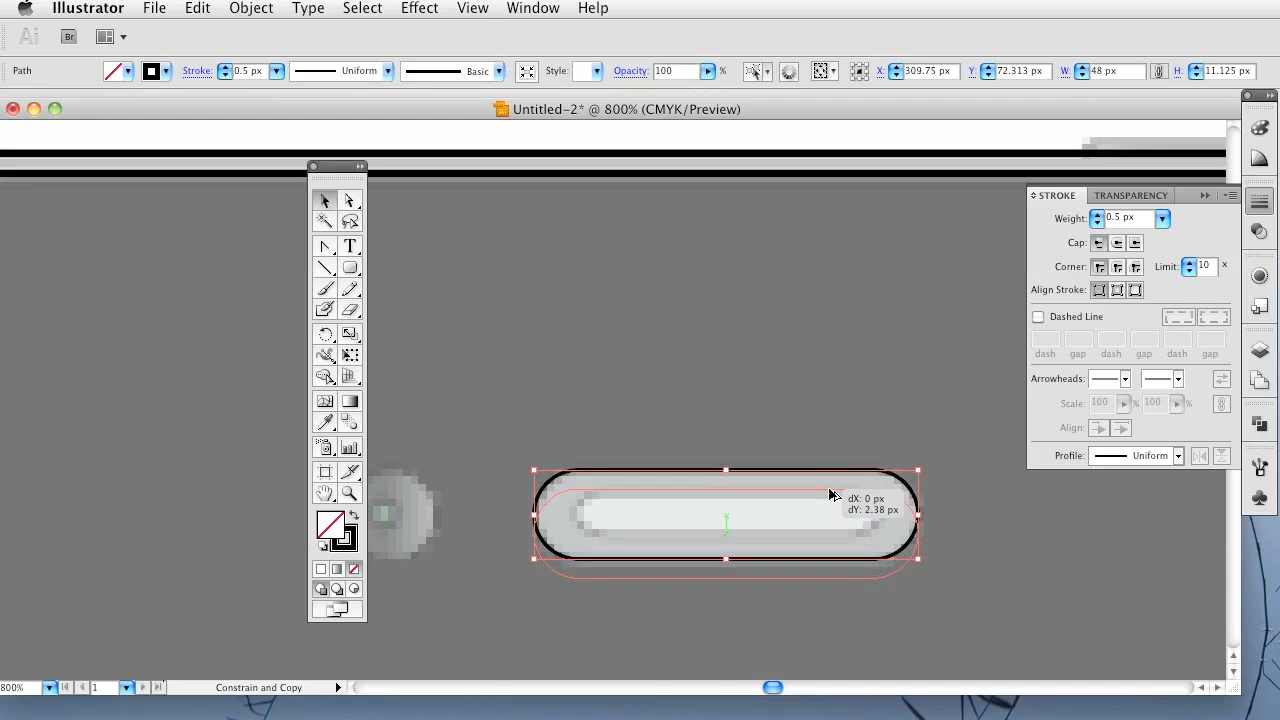 Illustrator File Edit Object Type Select Effect View Window Help
Ai Br
Path Stroke: 0.5 px Uniform Basic Style: Opacity: 100 % X: 309.75 px Y: 72.313 px W: 48 px H: 11.125 px
Untitled-2* @ 800% (CMYK/Preview)
STROKE TRANSPARENCY
Weight: 0.5 px
Cap:
Corner: Limit: 10 x
Align Stroke:
Dashed Line
dash gap dash gap dash gap
Arrowheads:
Scale: 100 % 100 %
Align:
Profile: Uniform
T
dX: 0 px
dY: 2.38 px
800% 1 Constrain and Copy